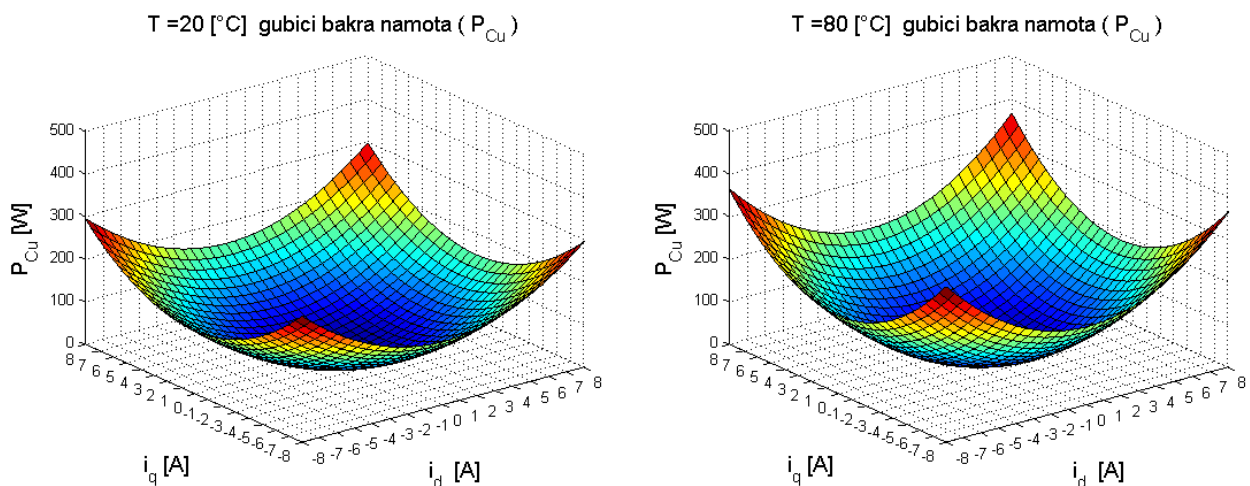 T =20 [°C]  gubici bakra namota ( P_Cu )
P_Cu [W]
500
400
300
200
100
0
8 7 6 5 4 3 2 1 0 -1 -2 -3 -4 -5 -6 -7 -8
-8 -7 -6 -5 -4 -3 -2 -1 0 1 2 3 4 5 6 7 8
i_q [A]
i_d [A]
T =80 [°C]  gubici bakra namota ( P_Cu )
P_Cu [W]
500
400
300
200
100
0
8 7 6 5 4 3 2 1 0 -1 -2 -3 -4 -5 -6 -7 -8
-8 -7 -6 -5 -4 -3 -2 -1 0 1 2 3 4 5 6 7 8
i_q [A]
i_d [A]